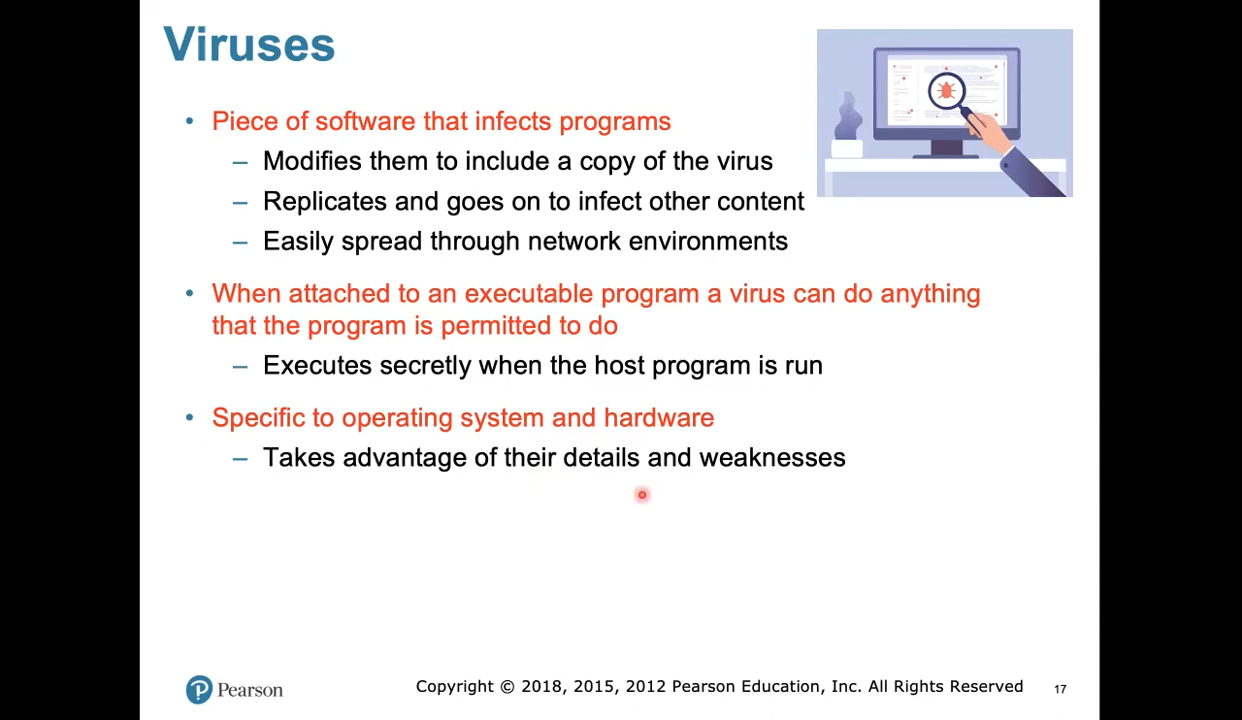 Viruses
• Piece of software that infects programs
– Modifies them to include a copy of the virus
– Replicates and goes on to infect other content
– Easily spread through network environments
• When attached to an executable program a virus can do anything
that the program is permitted to do
– Executes secretly when the host program is run
• Specific to operating system and hardware
– Takes advantage of their details and weaknesses
P Pearson
Copyright © 2018, 2015, 2012 Pearson Education, Inc. All Rights Reserved
17